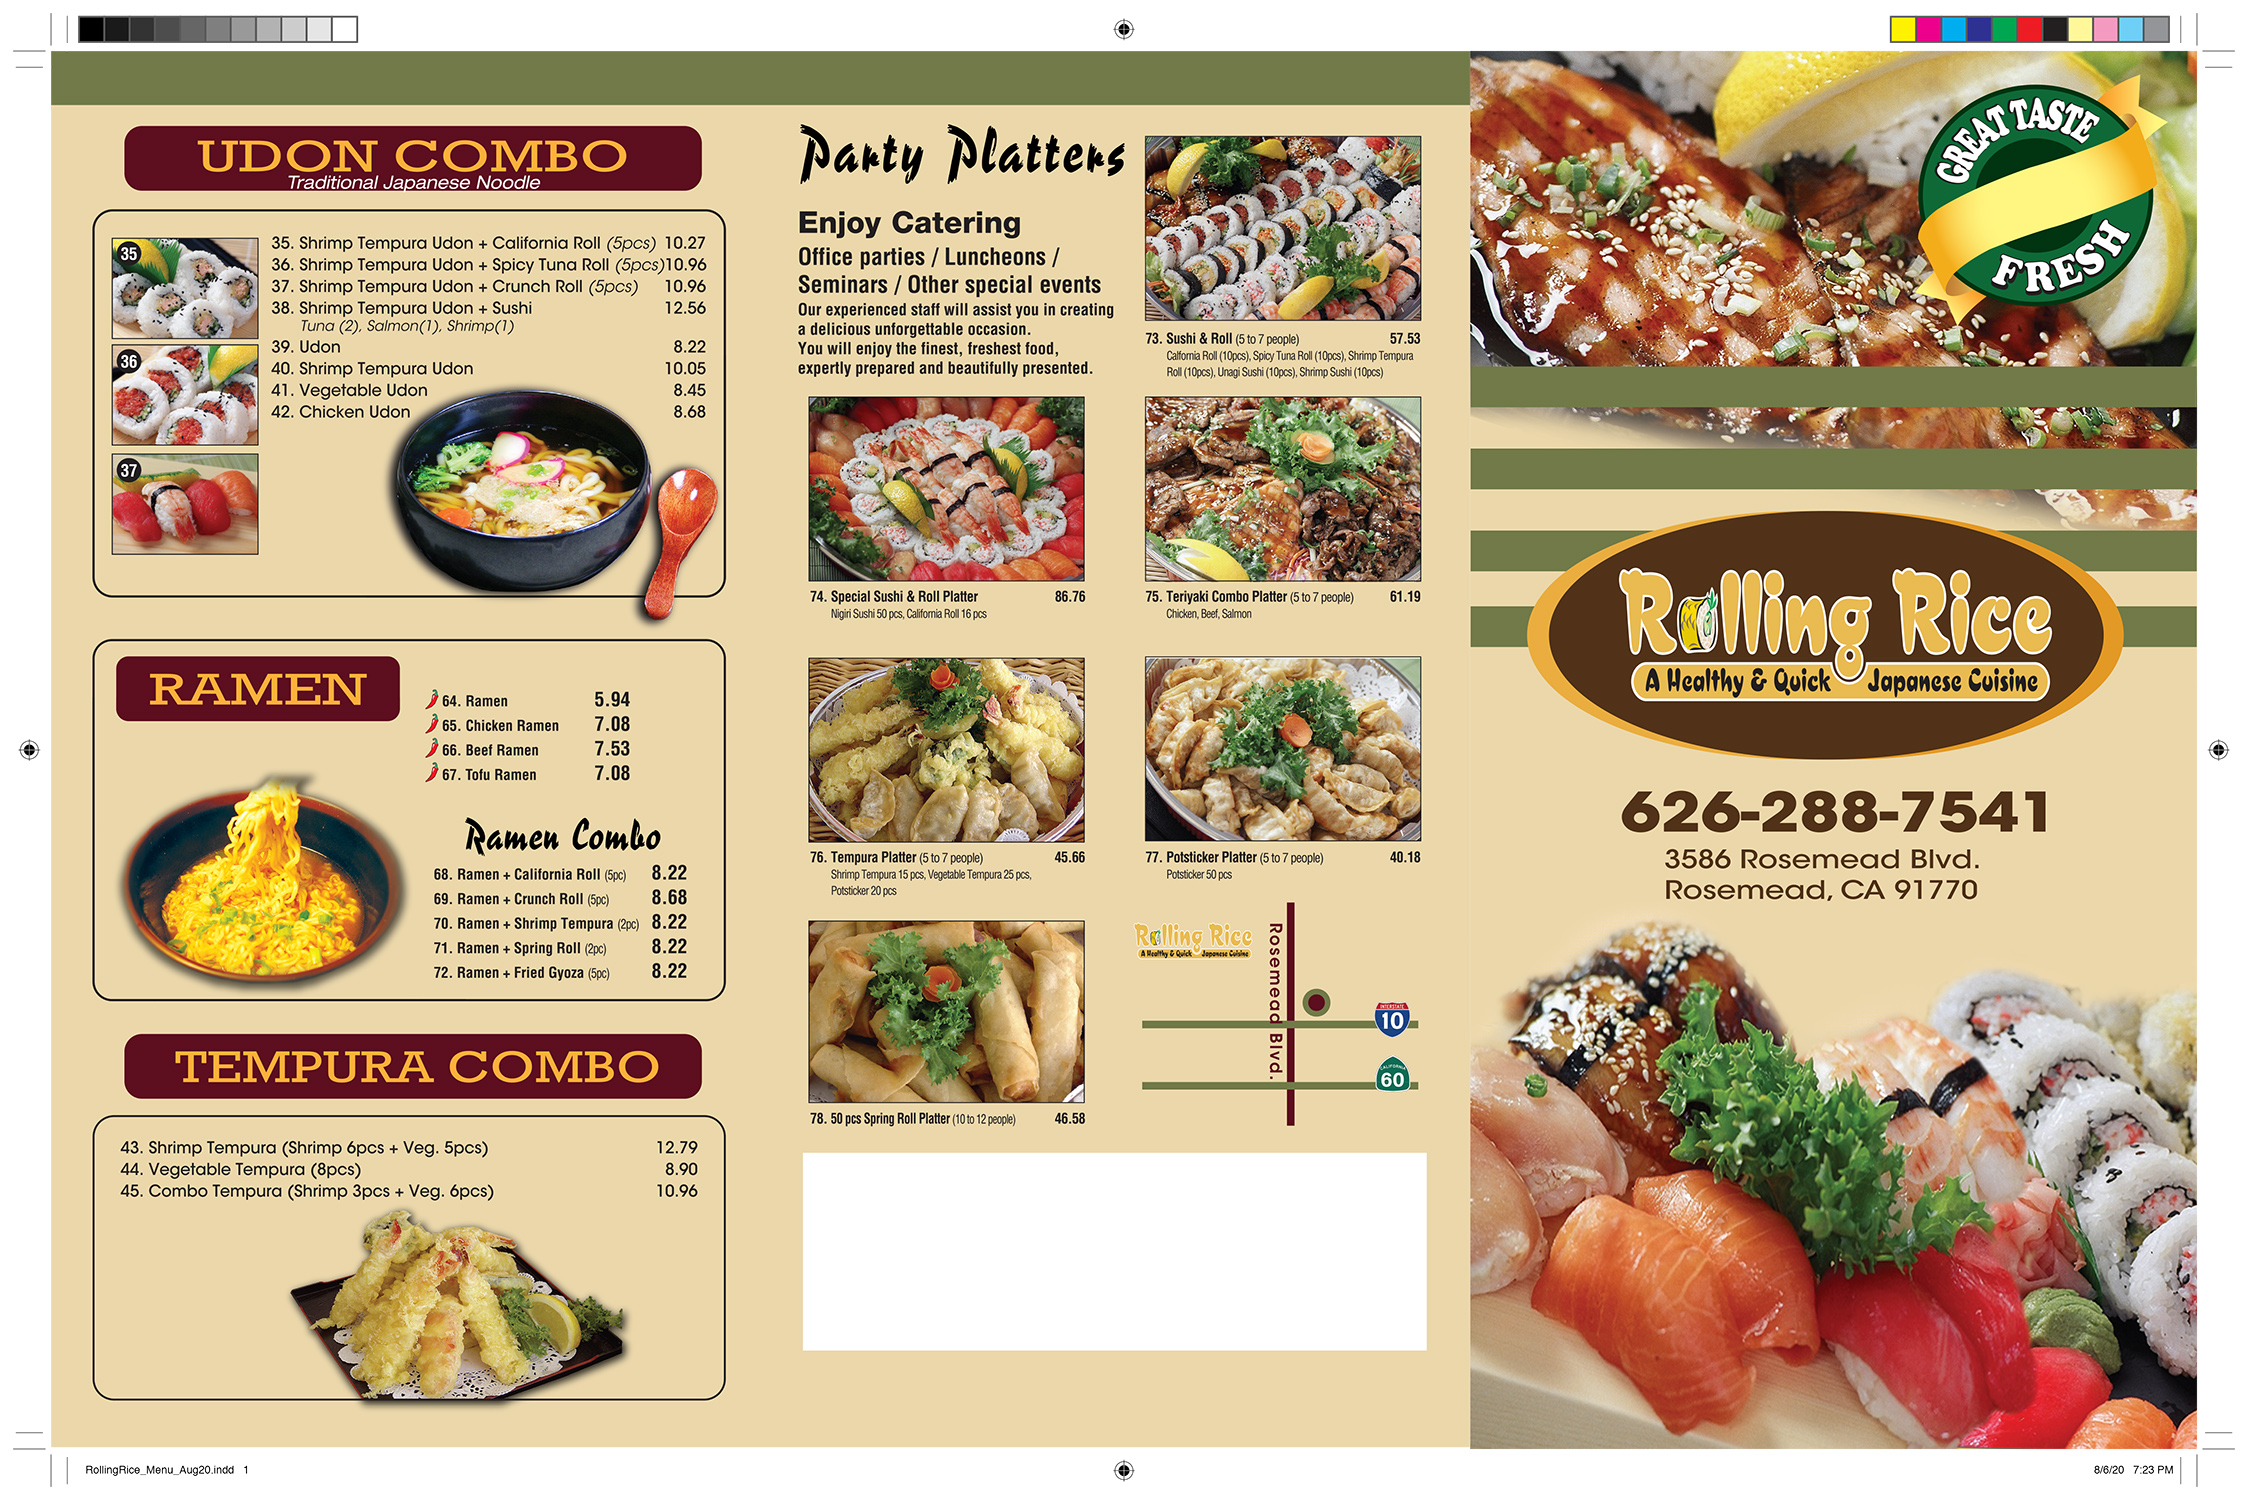 UDON COMBO
Traditional Japanese Noodle
35
36
37
35. Shrimp Tempura Udon + California Roll (5pcs) 10.27
36. Shrimp Tempura Udon + Spicy Tuna Roll (5pcs) 10.96
37. Shrimp Tempura Udon + Crunch Roll (5pcs) 10.96
38. Shrimp Tempura Udon + Sushi 12.56
Tuna (2), Salmon(1), Shrimp(1)
39. Udon 8.22
40. Shrimp Tempura Udon 10.05
41. Vegetable Udon 8.45
42. Chicken Udon 8.68
RAMEN
64. Ramen 5.94
65. Chicken Ramen 7.08
66. Beef Ramen 7.53
67. Tofu Ramen 7.08
Ramen Combo
68. Ramen + California Roll (5pc) 8.22
69. Ramen + Crunch Roll (5pc) 8.68
70. Ramen + Shrimp Tempura (2pc) 8.22
71. Ramen + Spring Roll (2pc) 8.22
72. Ramen + Fried Gyoza (5pc) 8.22
TEMPURA COMBO
43. Shrimp Tempura (Shrimp 6pcs + Veg. 5pcs) 12.79
44. Vegetable Tempura (8pcs) 8.90
45. Combo Tempura (Shrimp 3pcs + Veg. 6pcs) 10.96
Party Platters
Enjoy Catering
Office parties / Luncheons /
Seminars / Other special events
Our experienced staff will assist you in creating
a delicious unforgettable occasion.
You will enjoy the finest, freshest food,
expertly prepared and beautifully presented.
73. Sushi & Roll (5 to 7 people) 57.53
Calfornia Roll (10pcs), Spicy Tuna Roll (10pcs), Shrimp Tempura
Roll (10pcs), Unagi Sushi (10pcs), Shrimp Sushi (10pcs)
74. Special Sushi & Roll Platter 86.76
Nigiri Sushi 50 pcs, California Roll 16 pcs
75. Teriyaki Combo Platter (5 to 7 people) 61.19
Chicken, Beef, Salmon
76. Tempura Platter (5 to 7 people) 45.66
Shrimp Tempura 15 pcs, Vegetable Tempura 25 pcs,
Potsticker 20 pcs
77. Potsticker Platter (5 to 7 people) 40.18
Potsticker 50 pcs
78. 50 pcs Spring Roll Platter (10 to 12 people) 46.58
Rolling Rice
A Healthy & Quick Japanese Cuisine
Rosemead Blvd.
INTERSTATE
10
CALIFORNIA
60
GREAT TASTE
FRESH
Rolling Rice
A Healthy & Quick Japanese Cuisine
626-288-7541
3586 Rosemead Blvd.
Rosemead, CA 91770
RollingRice_Menu_Aug20.indd 1
8/6/20 7:23 PM